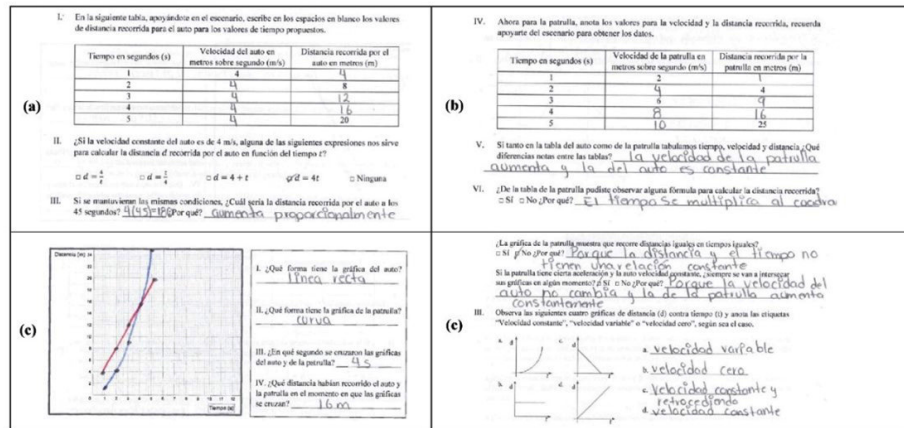 I. En la siguiente tabla, apoyándote en el escenario, escribe en los espacios en blanco los valores
de distancia recorrida para el auto para los valores de tiempo propuestos.
Tiempo en segundos (s) Velocidad del auto en metros sobre segundo (m/s) Distancia recorrida por el auto en metros (m)
1 4 4
2 4 8
3 4 12
4 4 16
5 4 20
(a)
II. ¿Si la velocidad constante del auto es de 4 m/s, alguna de las siguientes expresiones nos sirve
para calcular la distancia d recorrida por el auto en función del tiempo t?
□ d = □ d = □ d = 4 + t d = 4t □ Ninguna
III. Si se mantuvieran las mismas condiciones, ¿Cuál sería la distancia recorrida por el auto a los
45 segundos? 4(45)=180 ¿Por qué? aumenta proporcionalmente
IV. Ahora para la patrulla, anota los valores para la velocidad y la distancia recorrida, recuerda
apoyarte del escenario para obtener los datos.
Tiempo en segundos (s) Velocidad de la patrulla en metros sobre segundo (m/s) Distancia recorrida por la patrulla en metros (m)
1 2 1
2 4 4
3 6 9
4 8 16
5 10 25
(b)
V. Si tanto en la tabla del auto como de la patrulla tabulamos tiempo, velocidad y distancia ¿Qué
diferencias notas entre las tablas? la velocidad de la patrulla
aumenta y la del auto es constante
VI. ¿De la tabla de la patrulla pudiste observar alguna fórmula para calcular la distancia recorrida?
□ Sí □ No ¿Por qué? El tiempo se multiplica al cuadra
(c)
Distancia (m)
Tiempo (s)
I. ¿Qué forma tiene la gráfica del auto?
línea recta
II. ¿Qué forma tiene la gráfica de la patrulla?
curva
III. ¿En qué segundo se cruzaron las gráficas
del auto y de la patrulla? 4 s
IV. ¿Qué distancia habían recorrido el auto y
la patrulla en el momento en que las gráficas
se cruzan? 16 m
(c)
¿La gráfica de la patrulla muestra que recorre distancias iguales en tiempos iguales?
□ Sí No ¿Por qué? Porque la distancia y el tiempo no
tienen una relación constante
Si la patrulla tiene cierta aceleración y la auto velocidad constante, ¿siempre se van a intersecar
sus gráficas en algún momento? Sí □ No ¿Por qué? Porque la velocidad del
auto no cambia y la de la patrulla aumenta
constantemente
III. Observa las siguientes cuatro gráficas de distancia (d) contra tiempo (t) y anota las etiquetas
"Velocidad constante", "velocidad variable" o "velocidad cero", según sea el caso.
a. velocidad variable
b. velocidad cero
c. velocidad constante y
retrocediendo
d. velocidad constante